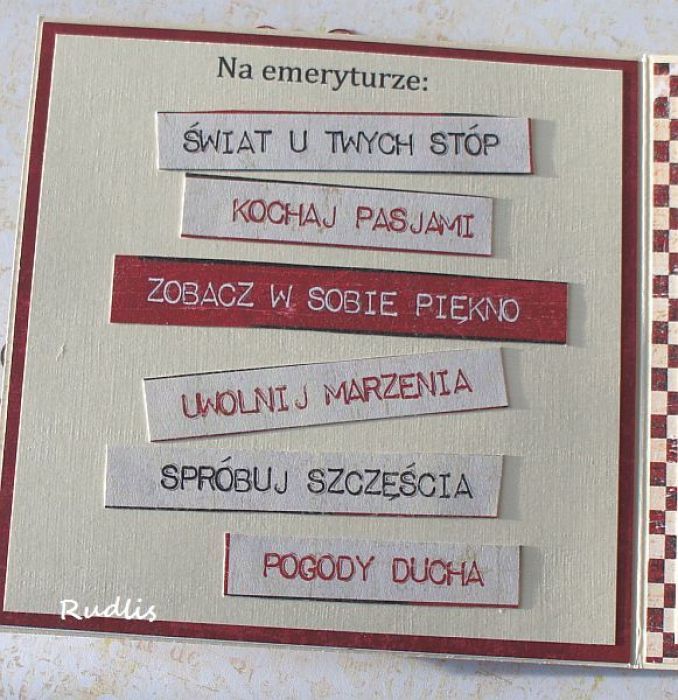 Na emeryturze:
ŚWIAT U TWYCH STÓP
KOCHAJ PASJAMI
ZOBACZ W SOBIE PIĘKNO
UWOLNIJ MARZENIA
SPRÓBUJ SZCZĘŚCIA
POGODY DUCHA
Rudlis